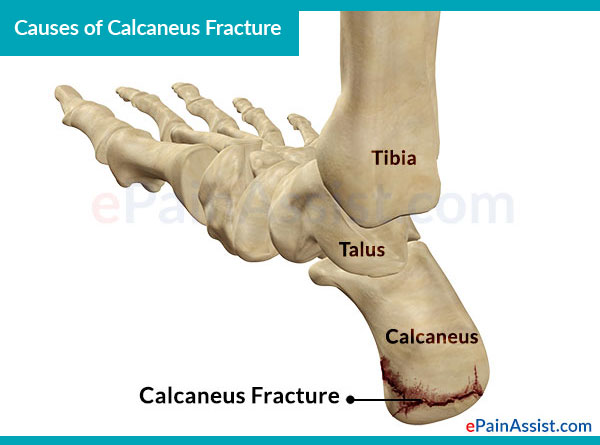 Causes of Calcaneus Fracture
Tibia
ePainAssist.com
Talus
Calcaneus
Calcaneus Fracture
ePainAssist.com